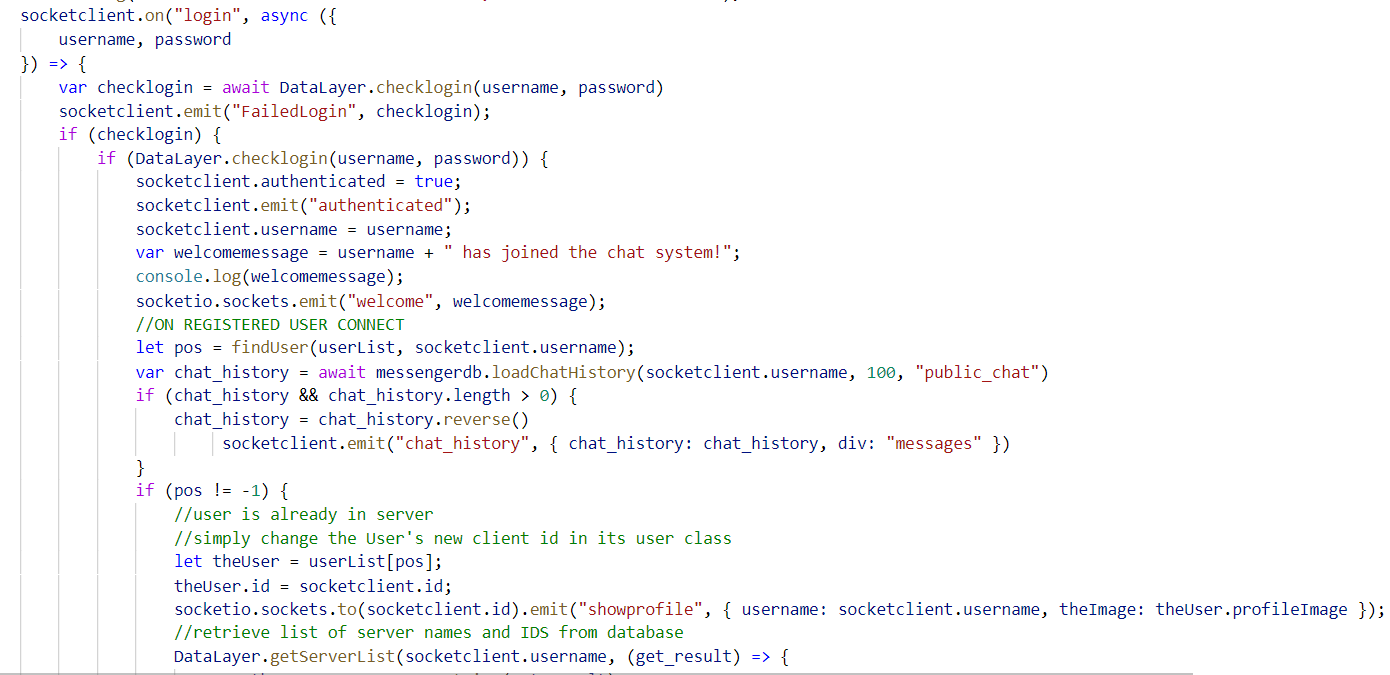 socketclient.on("login", async ({
    username, password
}) => {
    var checklogin = await DataLayer.checklogin(username, password)
    socketclient.emit("FailedLogin", checklogin);
    if (checklogin) {
        if (DataLayer.checklogin(username, password)) {
            socketclient.authenticated = true;
            socketclient.emit("authenticated");
            socketclient.username = username;
            var welcomemessage = username + " has joined the chat system!";
            console.log(welcomemessage);
            socketio.sockets.emit("welcome", welcomemessage);
            //ON REGISTERED USER CONNECT
            let pos = findUser(userList, socketclient.username);
            var chat_history = await messengerdb.loadChatHistory(socketclient.username, 100, "public_chat")
            if (chat_history && chat_history.length > 0) {
                chat_history = chat_history.reverse()
                     socketclient.emit("chat_history", { chat_history: chat_history, div: "messages" })
            }
            if (pos != -1) {
                //user is already in server
                //simply change the User's new client id in its user class
                let theUser = userList[pos];
                theUser.id = socketclient.id;
                socketio.sockets.to(socketclient.id).emit("showprofile", { username: socketclient.username, theImage: theUser.profileImage });
                //retrieve list of server names and IDS from database
                DataLayer.getServerList(socketclient.username, (get_result) => {